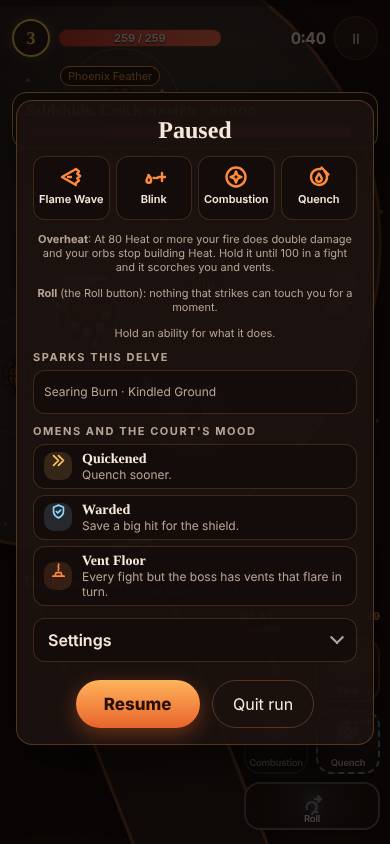 3
259 / 259
0:40
Phoenix Feather
Paused
Flame Wave
Blink
Combustion
Quench
Overheat: At 80 Heat or more your fire does double damage
and your orbs stop building Heat. Hold it until 100 in a fight
and it scorches you and vents.
Roll (the Roll button): nothing that strikes can touch you for a
moment.
Hold an ability for what it does.
SPARKS THIS DELVE
Searing Burn · Kindled Ground
OMENS AND THE COURT'S MOOD
Quickened
Quench sooner.
Warded
Save a big hit for the shield.
Vent Floor
Every fight but the boss has vents that flare in
turn.
Settings
Resume
Quit run
Combustion
Quench
Roll